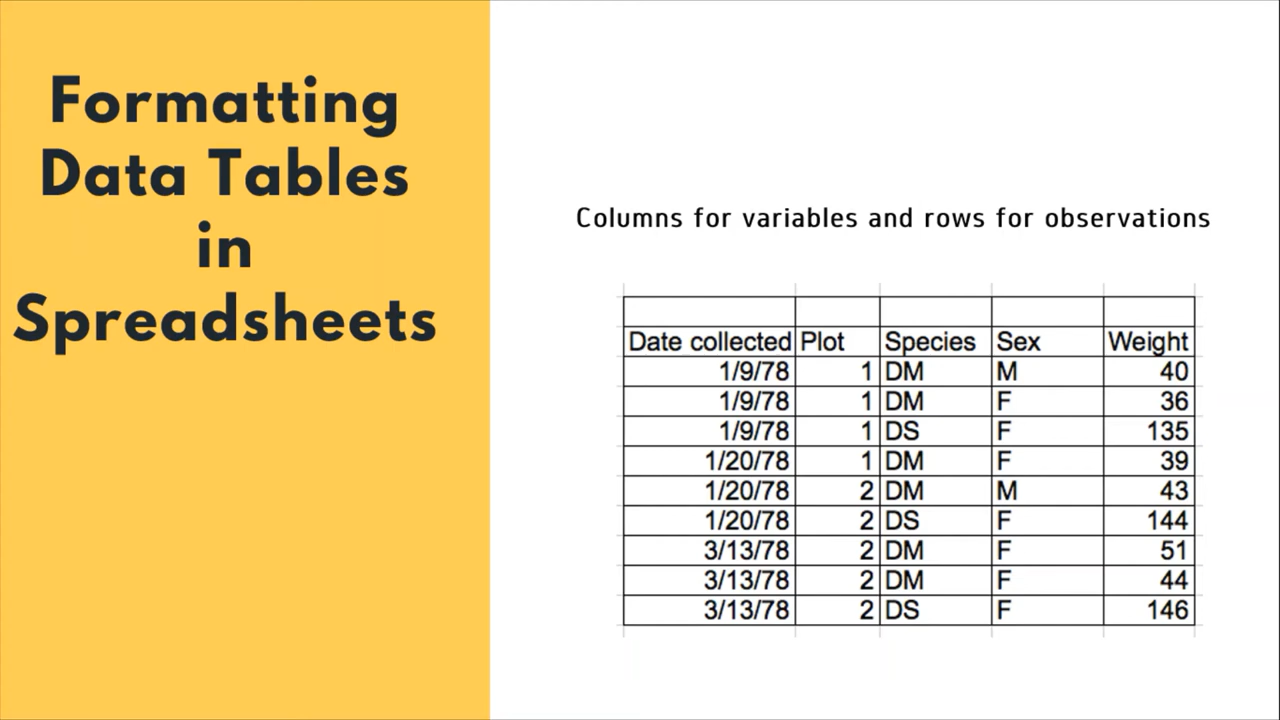 Formatting
Data Tables
in
Spreadsheets
Columns for variables and rows for observations
Date collected Plot Species Sex Weight
1/9/78 1 DM M 40
1/9/78 1 DM F 36
1/9/78 1 DS F 135
1/20/78 1 DM F 39
1/20/78 2 DM M 43
1/20/78 2 DS F 144
3/13/78 2 DM F 51
3/13/78 2 DM F 44
3/13/78 2 DS F 146